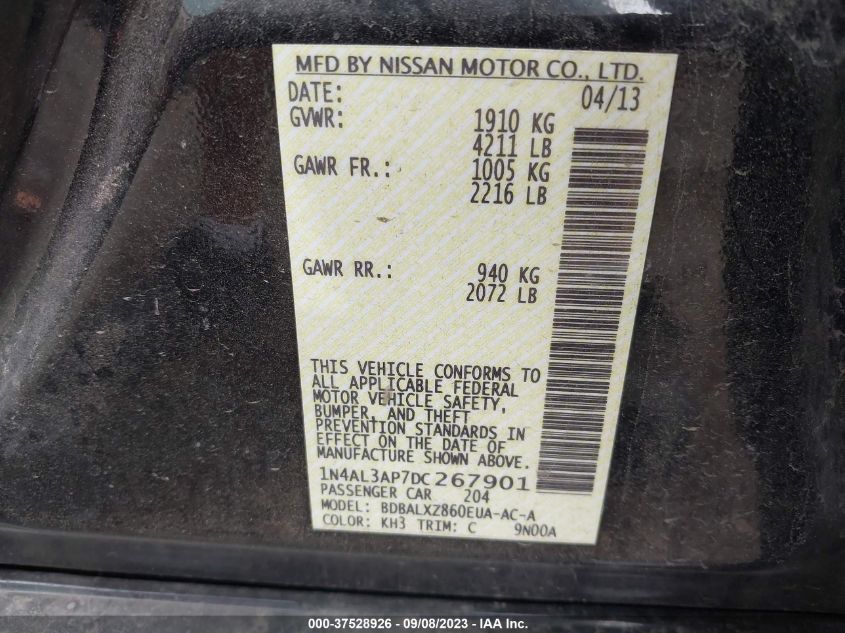 MFD BY NISSAN MOTOR CO., LTD.
DATE: 04/13
GVWR: 1910 KG
4211 LB
GAWR FR.: 1005 KG
2216 LB
GAWR RR.: 940 KG
2072 LB
THIS VEHICLE CONFORMS TO
ALL APPLICABLE FEDERAL
MOTOR VEHICLE SAFETY,
BUMPER, AND THEFT
PREVENTION STANDARDS IN
EFFECT ON THE DATE OF
MANUFACTURE SHOWN ABOVE.
1N4AL3AP7DC267901
PASSENGER CAR 204
MODEL: BDBALXZ860EUA-AC-A
COLOR: KH3 TRIM: C 9N00A
000-37528926 - 09/08/2023 - IAA Inc.